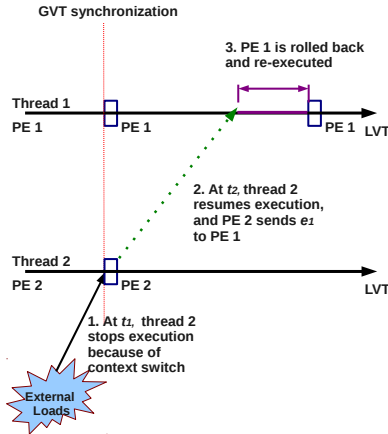 GVT synchronization
3. PE 1 is rolled back
and re-executed
Thread 1
PE 1
PE 1
PE 1
LVT
2. At t2, thread 2
resumes execution,
and PE 2 sends e1
to PE 1
Thread 2
PE 2
PE 2
LVT
1. At t1, thread 2
stops execution
because of
context switch
External
Loads